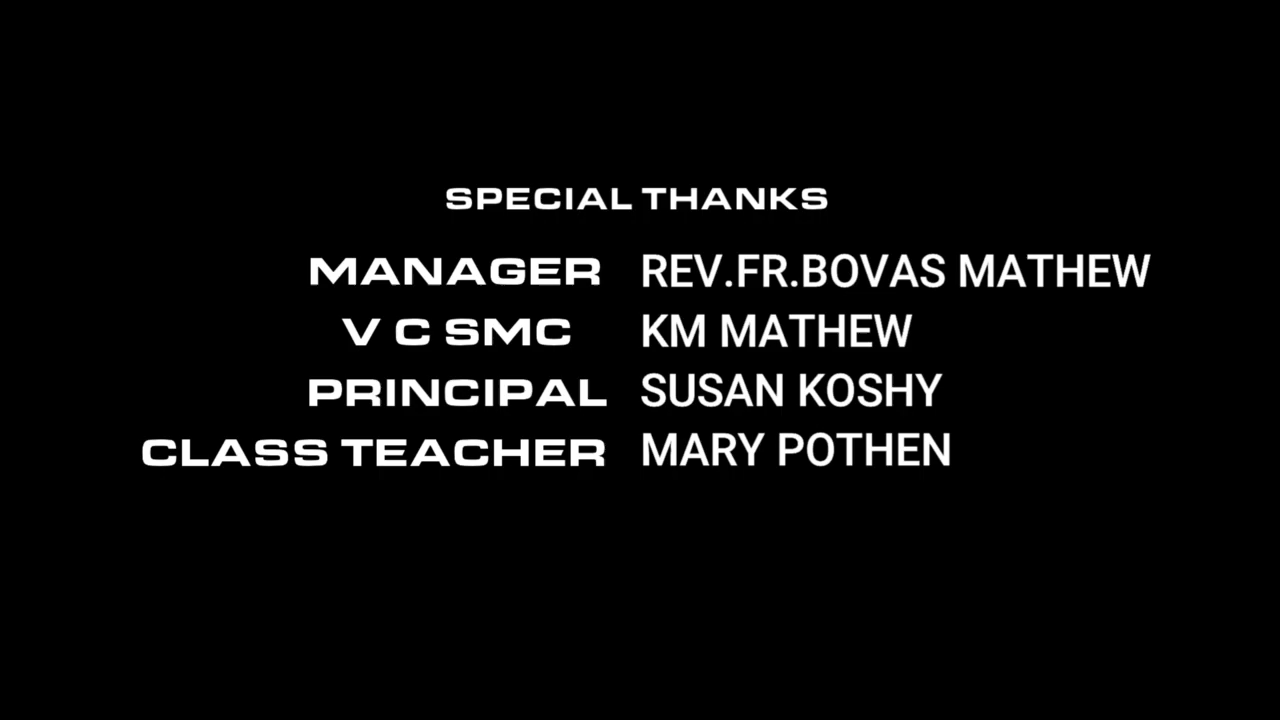 SPECIAL THANKS
MANAGER REV.FR.BOVAS MATHEW
V C SMC KM MATHEW
PRINCIPAL SUSAN KOSHY
CLASS TEACHER MARY POTHEN